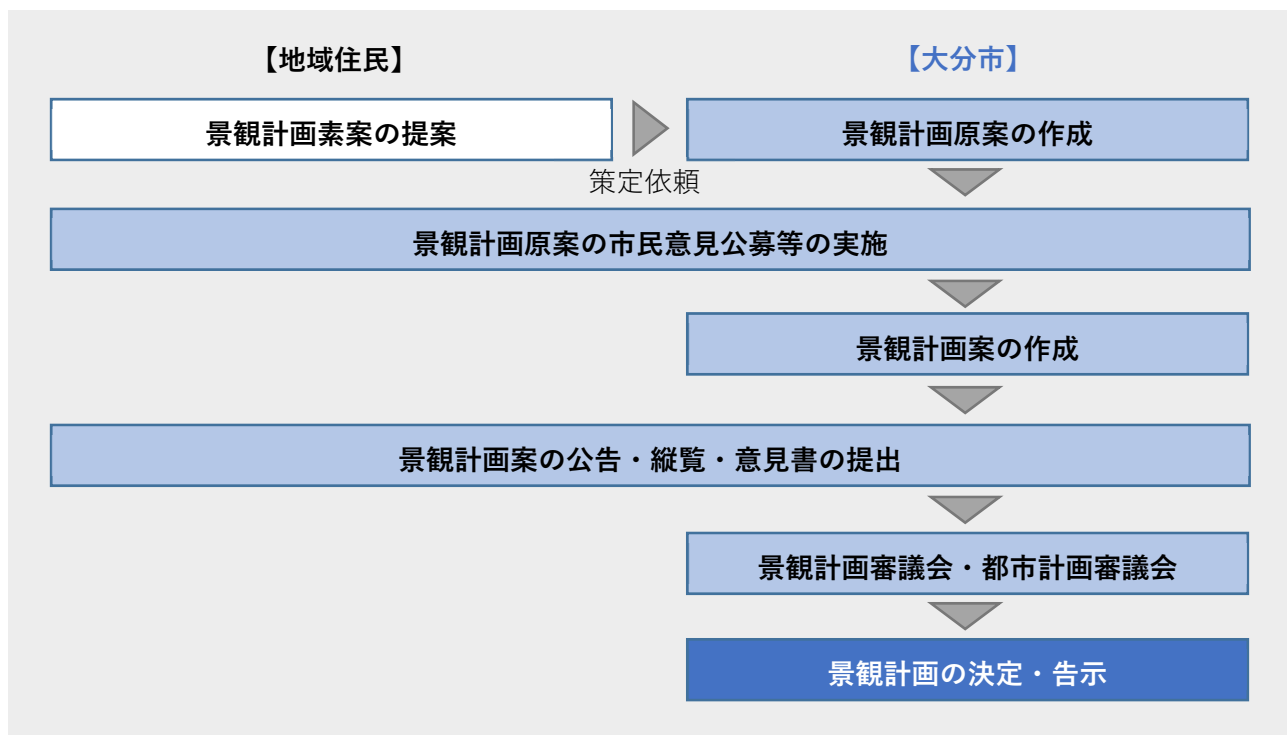 【地域住民】
【大分市】
景観計画素案の提案
景観計画原案の作成
策定依頼
景観計画原案の市民意見公募等の実施
景観計画案の作成
景観計画案の公告・縦覧・意見書の提出
景観計画審議会・都市計画審議会
景観計画の決定・告示